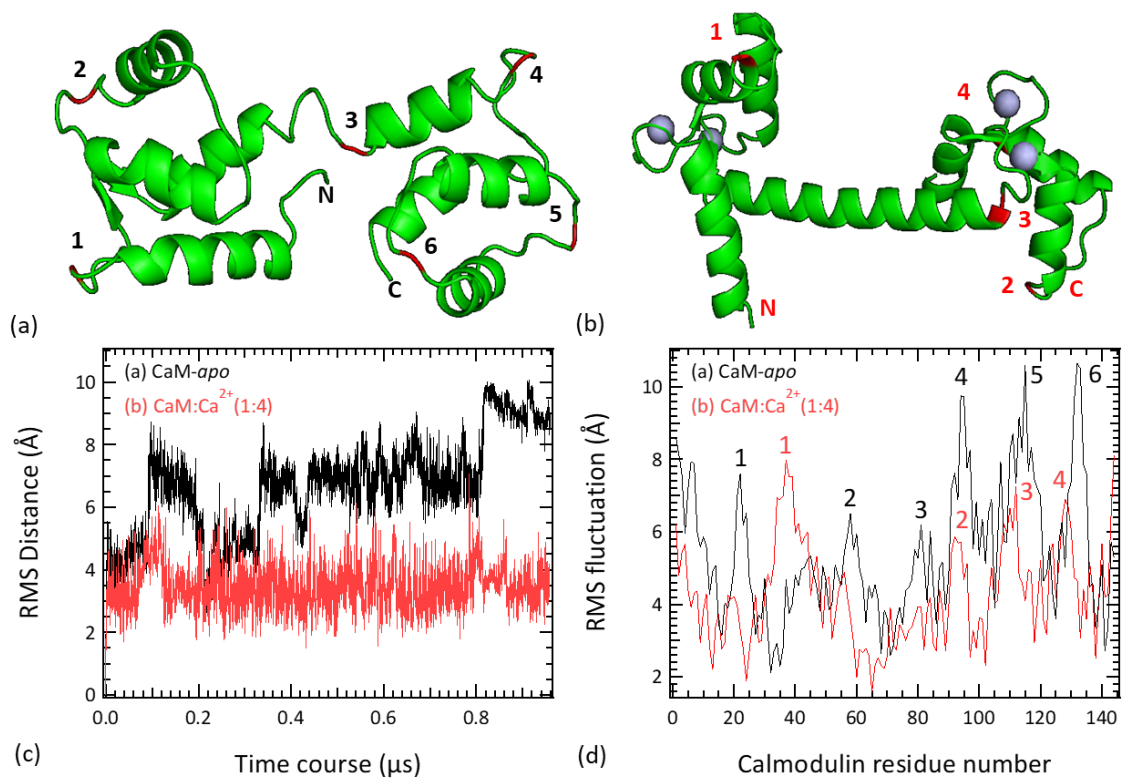 1
2
3
4
N
5
1
6
C
(a)
1
4
3
2
C
N
(b)
(a) CaM-apo
(b) CaM:Ca2+(1:4)
RMS Distance (Å)
10
8
6
4
2
0
0.0 0.2 0.4 0.6 0.8
Time course (µs)
(c)
(a) CaM-apo
(b) CaM:Ca2+(1:4)
RMS fluctuation (Å)
10
8
6
4
2
1
1
2
3
4
2
5
3
6
4
0 20 40 60 80 100 120 140
Calmodulin residue number
(d)